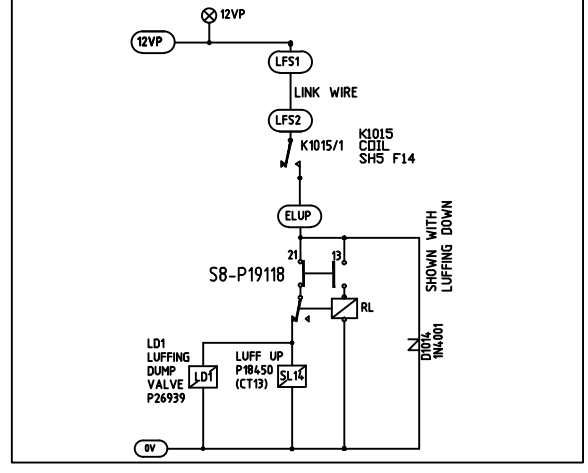 12VP
12VP
LFS1
LINK WIRE
LFS2
K1015/1
K1015
COIL
SH5 F14
ELUP
21
13
S8-P19118
RL
SHOWN WITH
LUFFING DOWN
D1014
1N4001
LD1
LUFFING
DUMP
VALVE
P26939
LD1
LUFF UP
P18450
(CT13)
SL14
0V